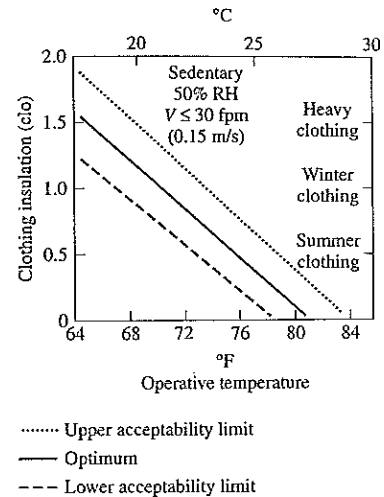 °C
20 25 30
2.0
Sedentary
50% RH
V ≤ 30 fpm
(0.15 m/s)
Heavy
clothing
1.5
Clothing insulation (clo)
1.0
Winter
clothing
0.5
Summer
clothing
0
64 68 72 76 80 84
°F
Operative temperature
Upper acceptability limit
Optimum
Lower acceptability limit